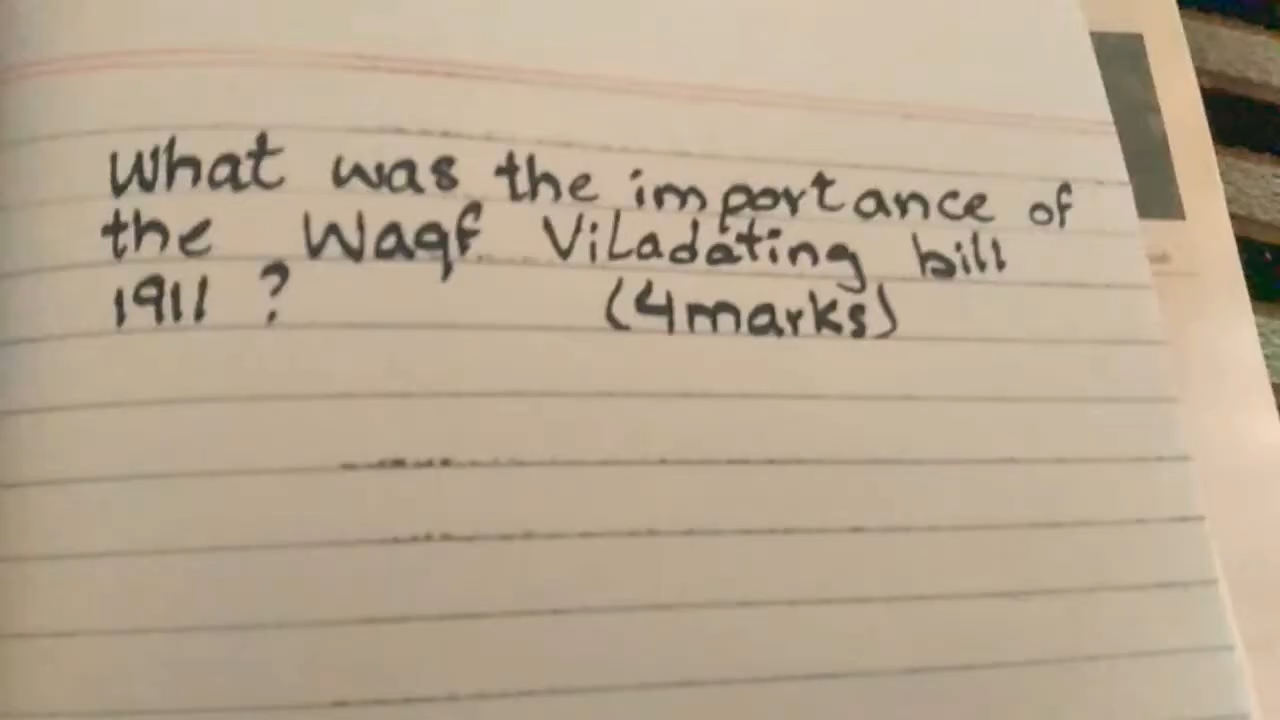 What was the importance of
the Waqf Viladating bill
1911 ? (4marks)